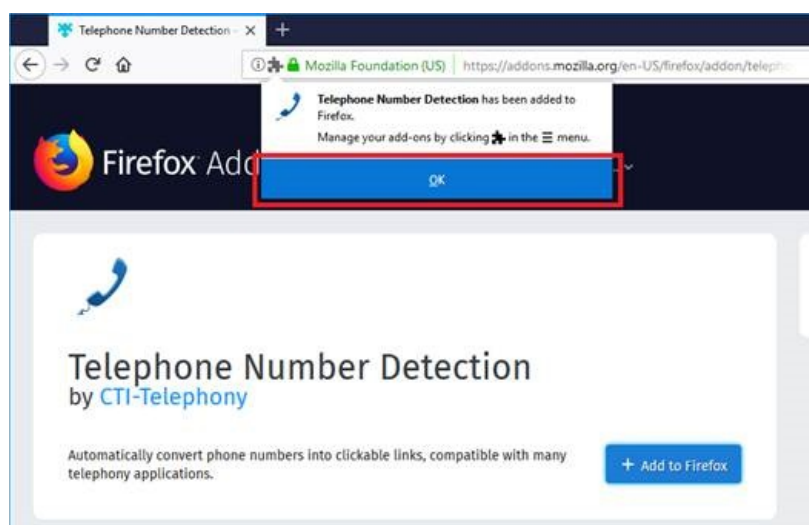 Telephone Number Detection -
Mozilla Foundation (US) https://addons.mozilla.org/en-US/firefox/addon/teleph
Telephone Number Detection has been added to
Firefox.
Manage your add-ons by clicking in the menu.
OK
Firefox Add
Telephone Number Detection
by CTI-Telephony
Automatically convert phone numbers into clickable links, compatible with many
telephony applications.
+ Add to Firefox